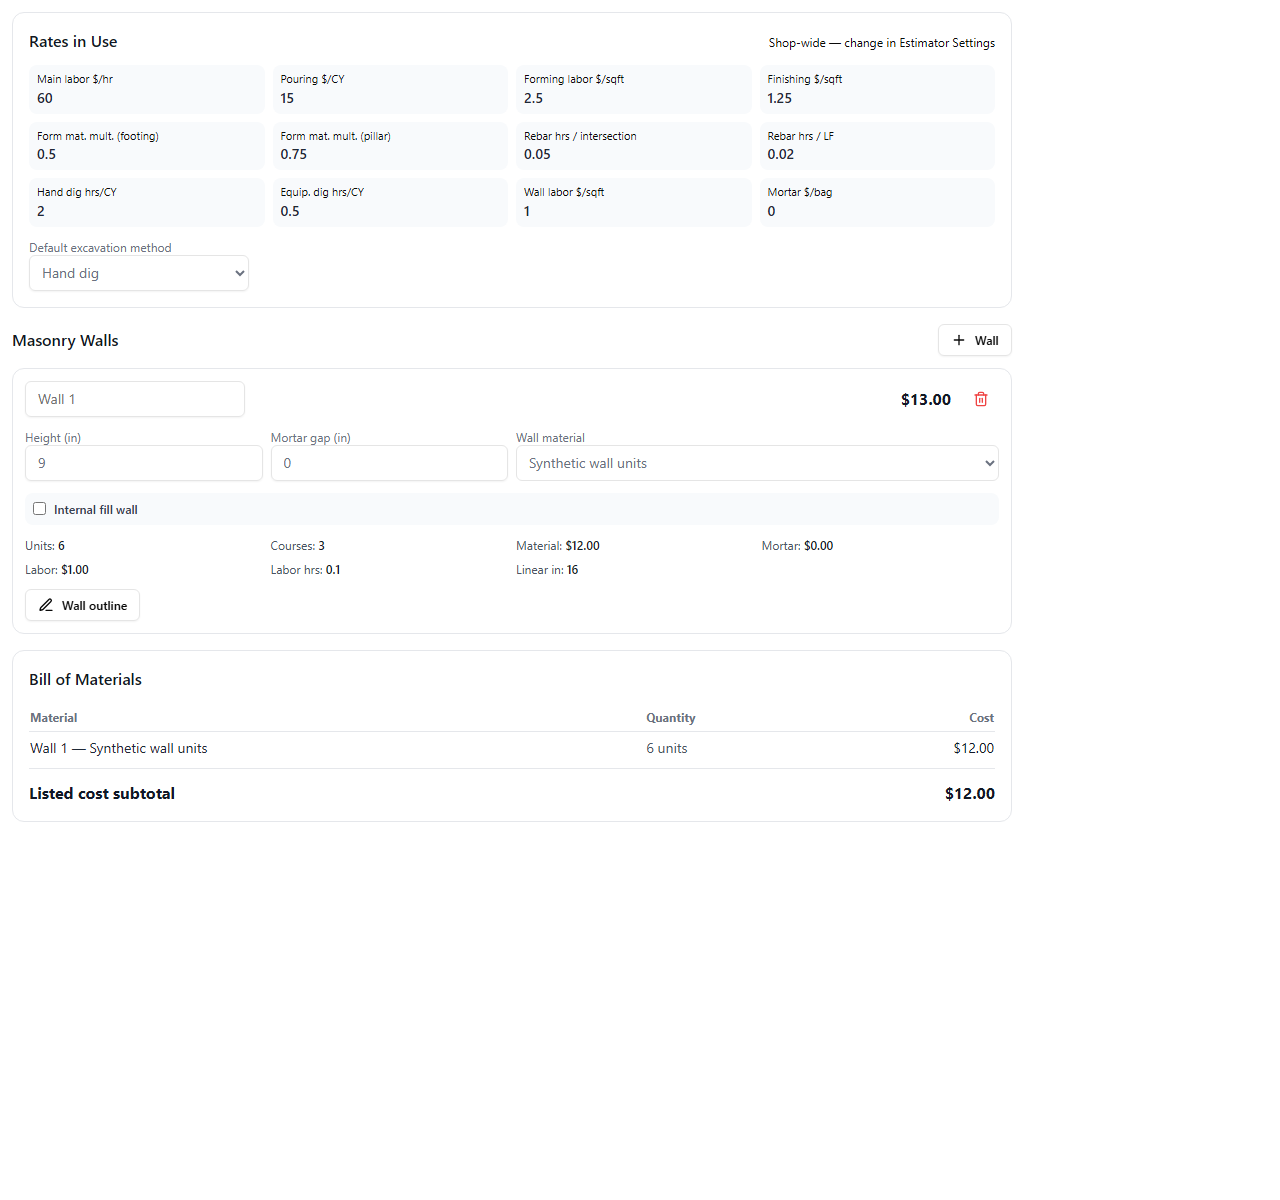 Rates in Use
Shop-wide — change in Estimator Settings
Main labor $/hr
60
Pouring $/CY
15
Forming labor $/sqft
2.5
Finishing $/sqft
1.25
Form mat. mult. (footing)
0.5
Form mat. mult. (pillar)
0.75
Rebar hrs / intersection
0.05
Rebar hrs / LF
0.02
Hand dig hrs/CY
2
Equip. dig hrs/CY
0.5
Wall labor $/sqft
1
Mortar $/bag
0
Default excavation method
Hand dig
Masonry Walls
Wall
Wall 1
$13.00
Height (in)
9
Mortar gap (in)
0
Wall material
Synthetic wall units
Internal fill wall
Units: 6
Courses: 3
Material: $12.00
Mortar: $0.00
Labor: $1.00
Labor hrs: 0.1
Linear in: 16
Wall outline
Bill of Materials
Material Quantity Cost
Wall 1 — Synthetic wall units 6 units $12.00
Listed cost subtotal $12.00